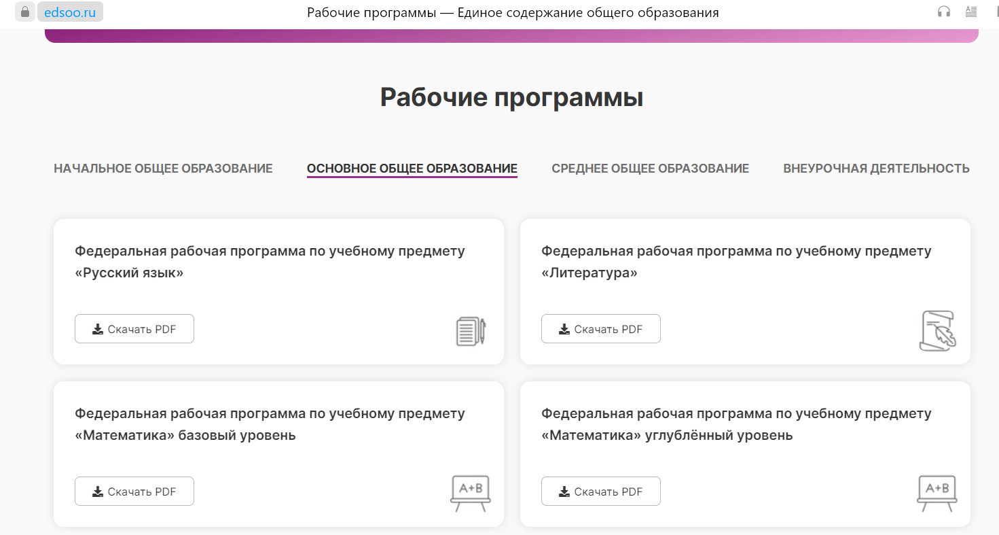 edsoo.ru
Рабочие программы — Единое содержание общего образования
Рабочие программы
НАЧАЛЬНОЕ ОБЩЕЕ ОБРАЗОВАНИЕ
ОСНОВНОЕ ОБЩЕЕ ОБРАЗОВАНИЕ
СРЕДНЕЕ ОБЩЕЕ ОБРАЗОВАНИЕ
ВНЕУРОЧНАЯ ДЕЯТЕЛЬНОСТЬ
Федеральная рабочая программа по учебному предмету
«Русский язык»
Скачать PDF
Федеральная рабочая программа по учебному предмету
«Литература»
Скачать PDF
Федеральная рабочая программа по учебному предмету
«Математика» базовый уровень
Скачать PDF
A+B
Федеральная рабочая программа по учебному предмету
«Математика» углублённый уровень
Скачать PDF
A+B